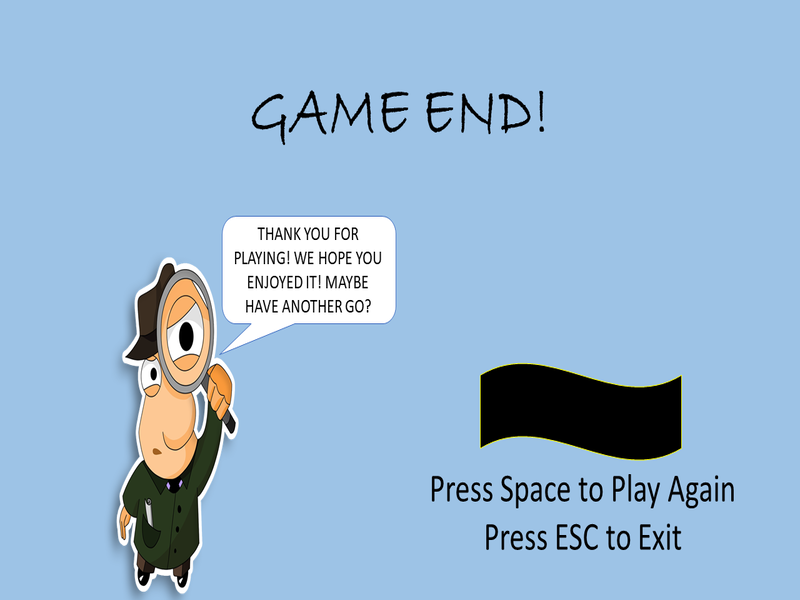 GAME END!
THANK YOU FOR
PLAYING! WE HOPE YOU
ENJOYED IT! MAYBE
HAVE ANOTHER GO?
Press Space to Play Again
Press ESC to Exit